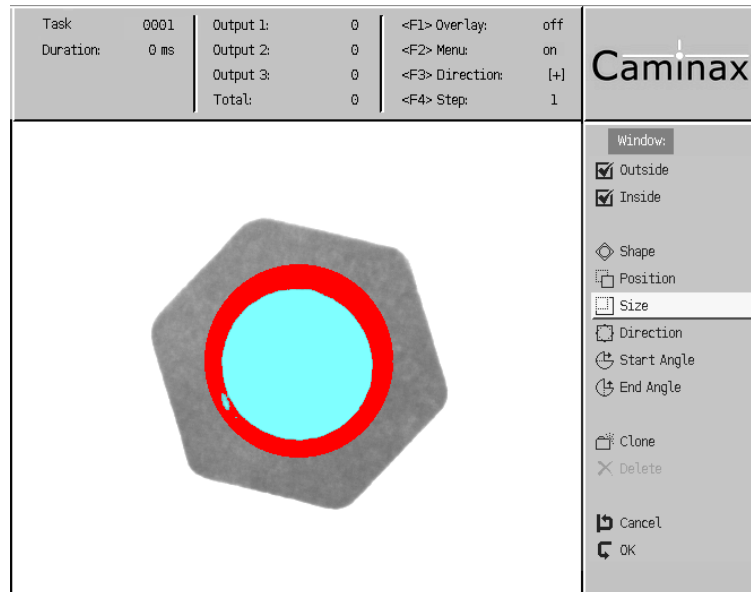 Task 0001
Duration: 0 ms
Output 1: 0
Output 2: 0
Output 3: 0
Total: 0
<F1> Overlay: off
<F2> Menu: on
<F3> Direction: [+]
<F4> Step: 1
Caminax
Window:
Outside
Inside
Shape
Position
Size
Direction
Start Angle
End Angle
Clone
Delete
Cancel
OK